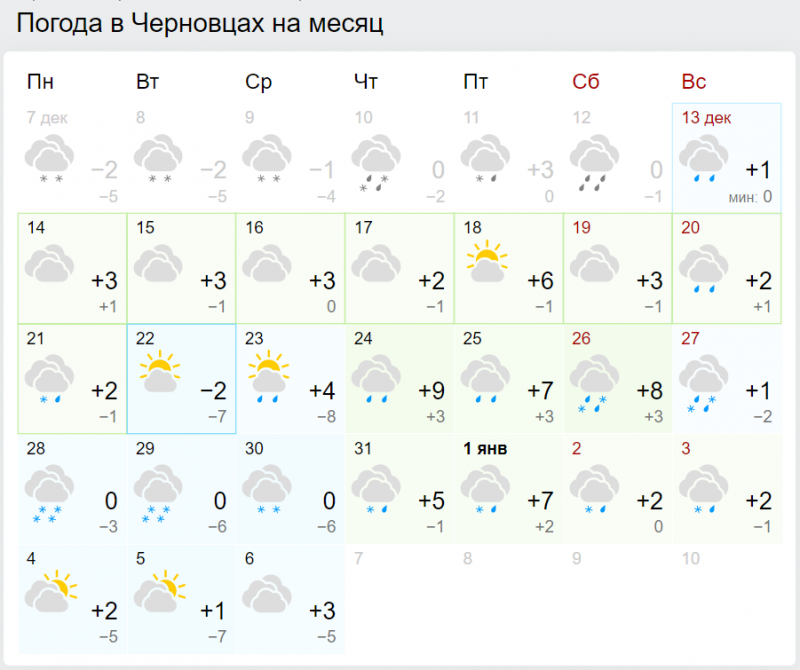 Погода в Черновцах на месяц
Пн Вт Ср Чт Пт Сб Вс
7 дек 8 9 10 11 12 13 дек
−2 −2 −1 0 +3 0 +1
−5 −5 −4 −2 0 −1 мин: 0
14 15 16 17 18 19 20
+3 +3 +3 +2 +6 +3 +2
+1 −1 0 −1 −1 −1 +1
21 22 23 24 25 26 27
+2 −2 +4 +9 +7 +8 +1
−1 −7 −8 +3 +3 +3 −2
28 29 30 31 1 янв 2 3
0 0 0 +5 +7 +2 +2
−3 −6 −6 −1 +2 0 −1
4 5 6 7 8 9 10
+2 +1 +3
−5 −7 −5